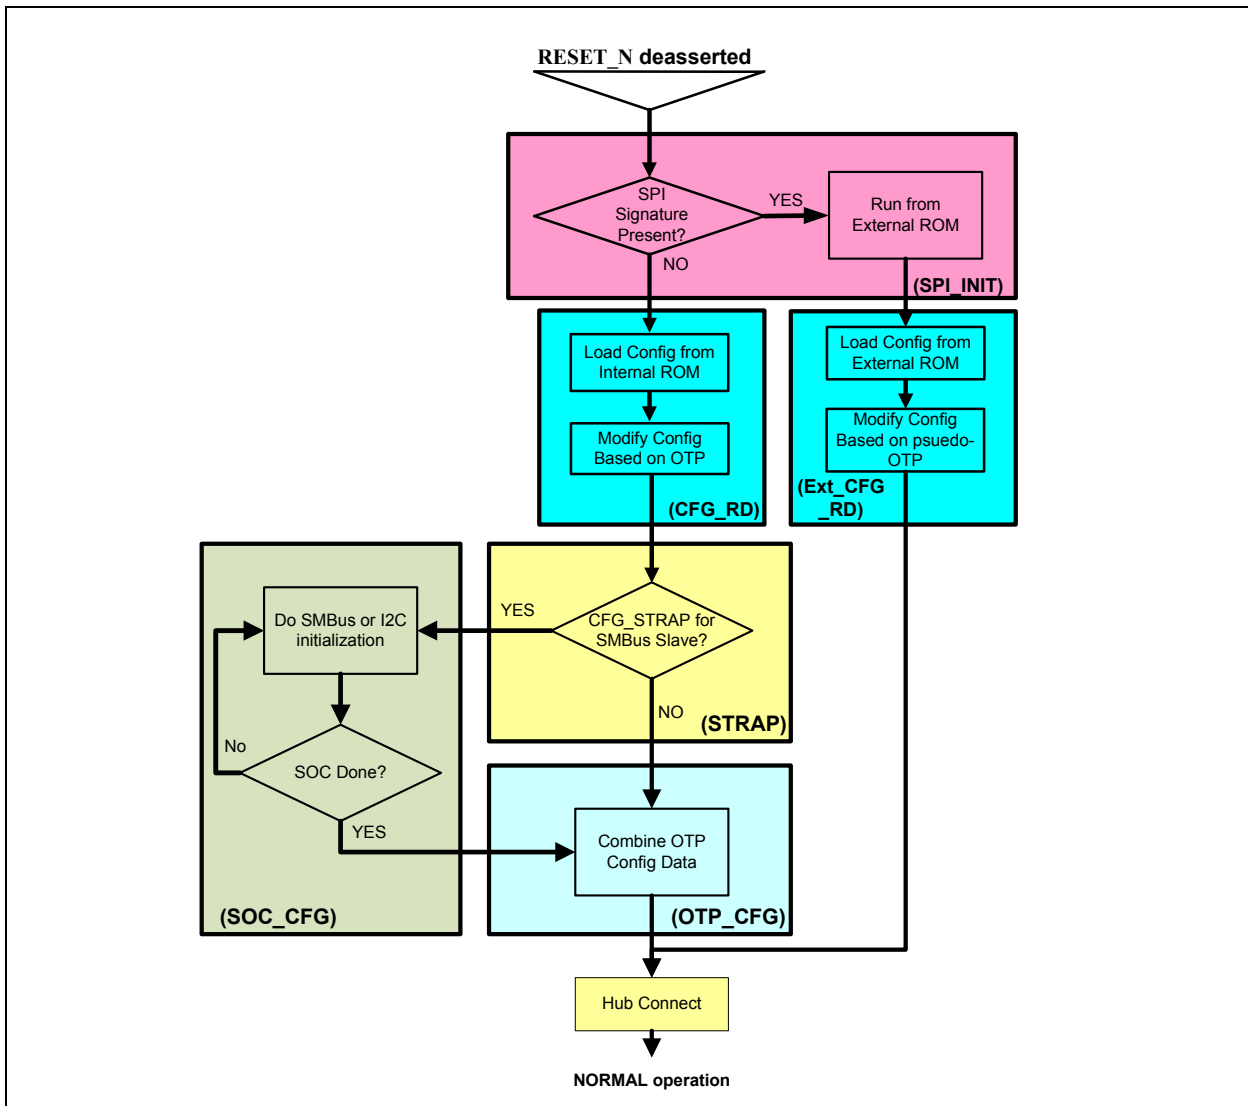 RESET_N deasserted
SPI
Signature
Present?
YES
Run from
External ROM
NO
(SPI_INIT)
Load Config from
Internal ROM
Load Config from
External ROM
Modify Config
Based on OTP
Modify Config
Based on psuedo-
OTP
(CFG_RD)
(Ext_CFG
_RD)
Do SMBus or I2C
initialization
YES
CFG_STRAP for
SMBus Slave?
NO
(STRAP)
No
SOC Done?
YES
(SOC_CFG)
Combine OTP
Config Data
(OTP_CFG)
Hub Connect
NORMAL operation